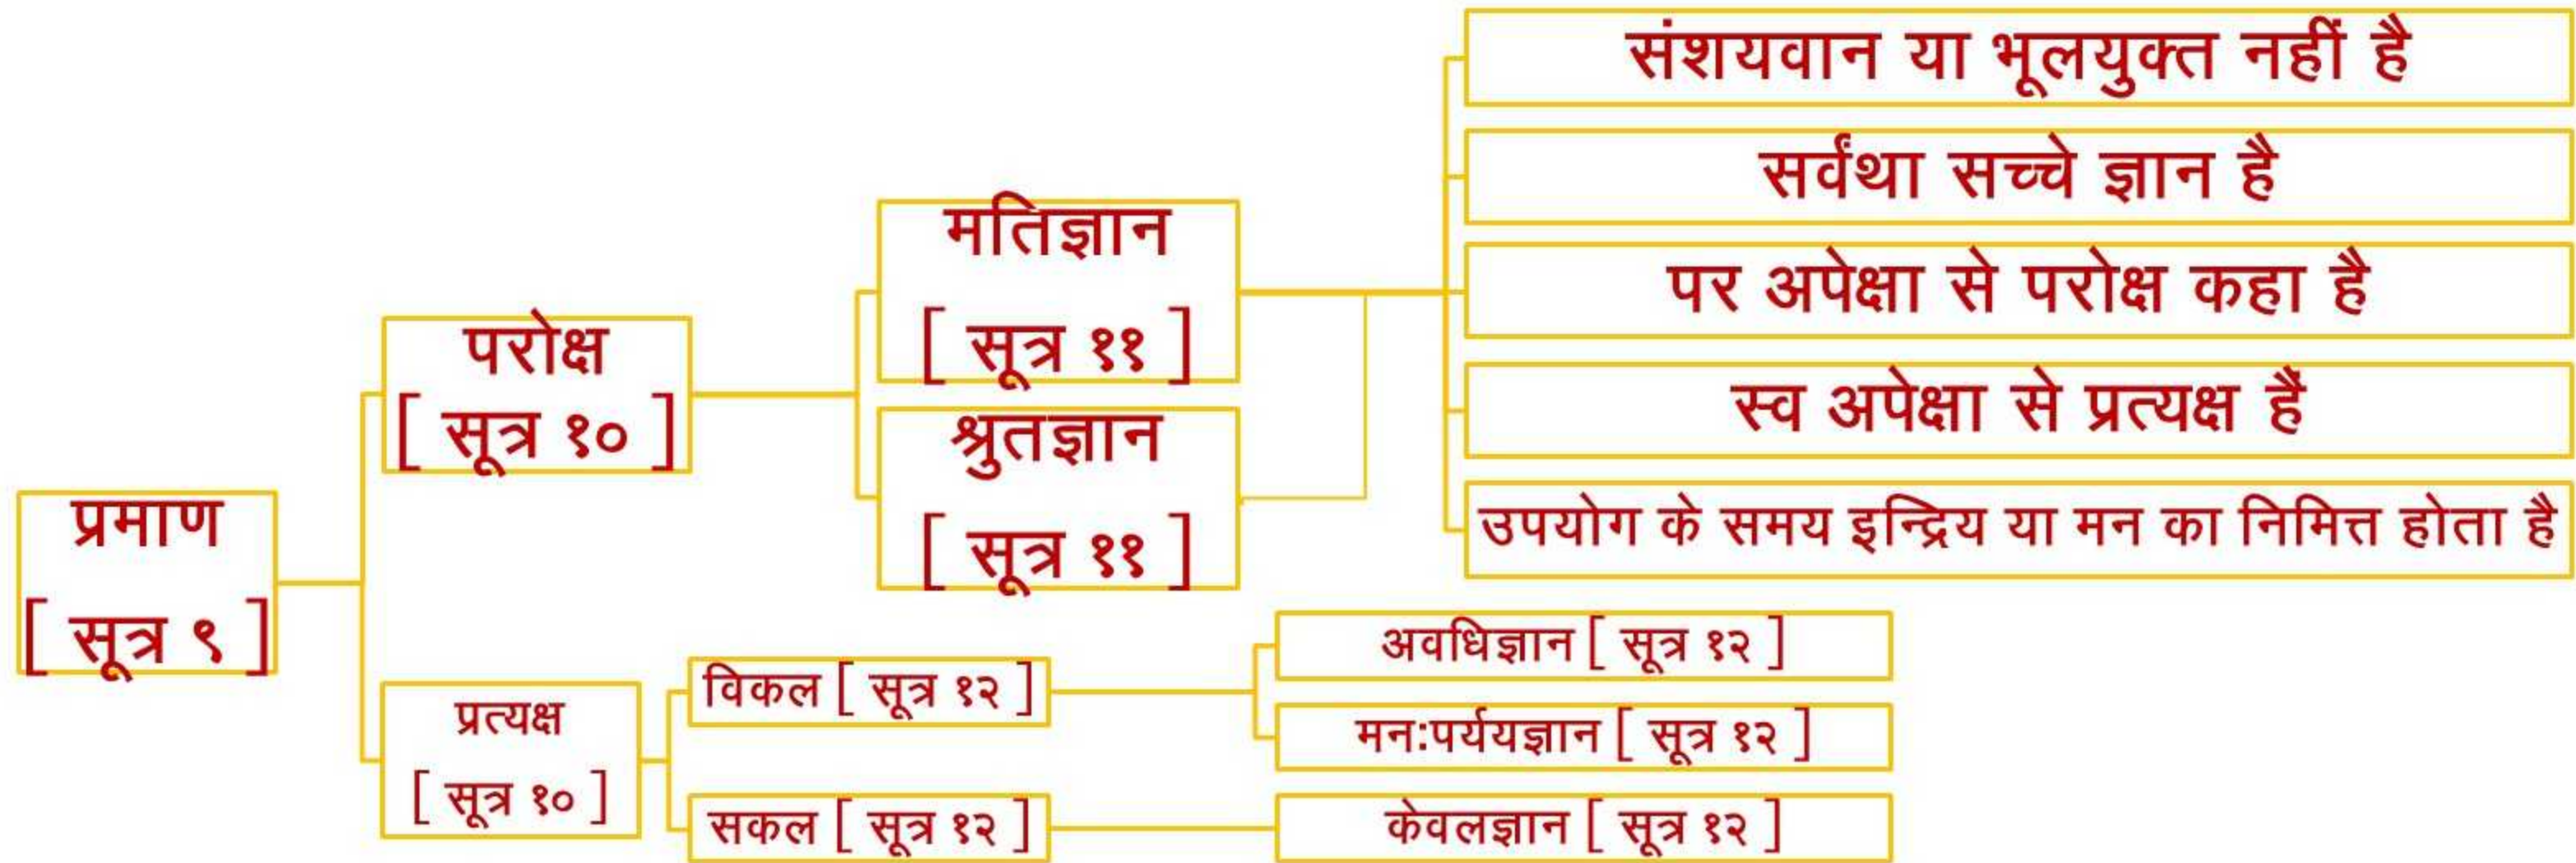 प्रमाण
[ सूत्र ९ ]
परोक्ष
[ सूत्र १० ]
मतिज्ञान
[ सूत्र ११ ]
श्रुतज्ञान
[ सूत्र ११ ]
संशयवान या भूलयुक्त नहीं है
सर्वंथा सच्चे ज्ञान है
पर अपेक्षा से परोक्ष कहा है
स्व अपेक्षा से प्रत्यक्ष हैं
उपयोग के समय इन्द्रिय या मन का निमित्त होता है
प्रत्यक्ष
[ सूत्र १० ]
विकल [ सूत्र १२ ]
अवधिज्ञान [ सूत्र १२ ]
मन:पर्ययज्ञान [ सूत्र १२ ]
सकल [ सूत्र १२ ]
केवलज्ञान [ सूत्र १२ ]